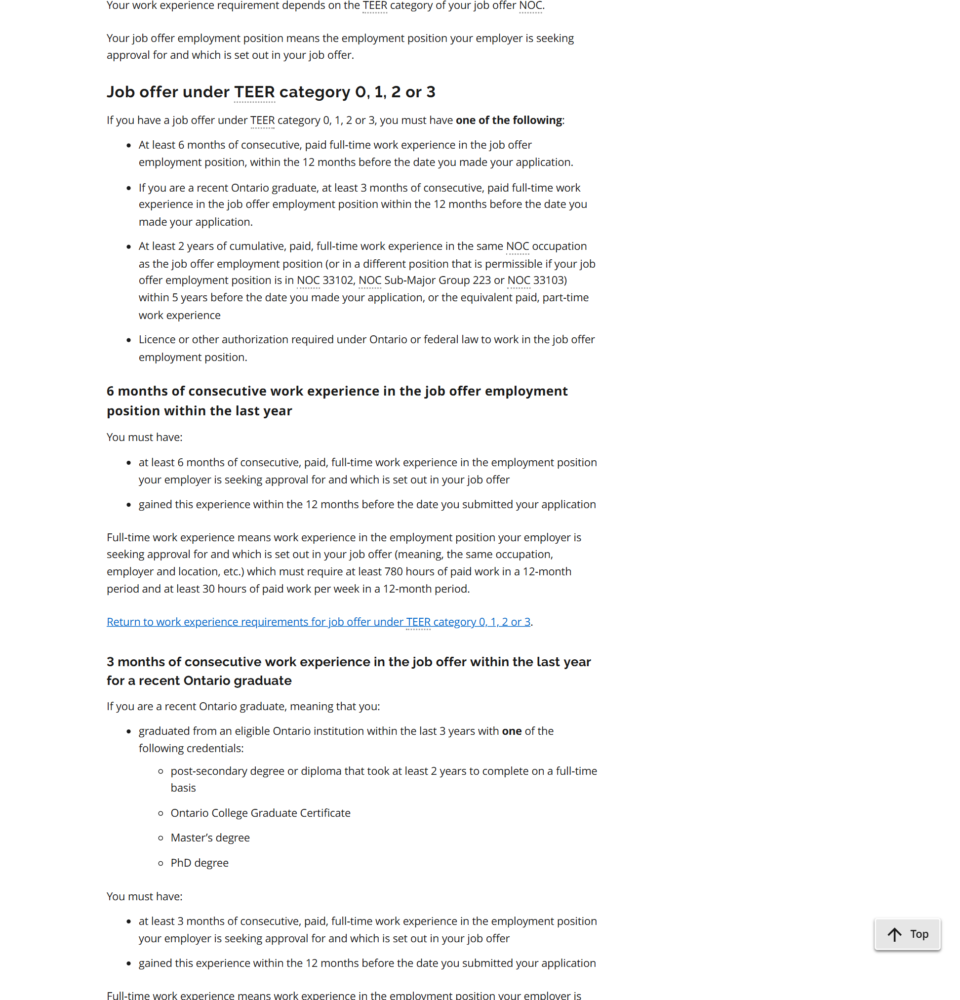 Your work experience requirement depends on the TEER category of your job offer NOC.
Your job offer employment position means the employment position your employer is seeking
approval for and which is set out in your job offer.
Job offer under TEER category 0, 1, 2 or 3
If you have a job offer under TEER category 0, 1, 2 or 3, you must have one of the following:
• At least 6 months of consecutive, paid full-time work experience in the job offer
employment position, within the 12 months before the date you made your application.
• If you are a recent Ontario graduate, at least 3 months of consecutive, paid full-time work
experience in the job offer employment position within the 12 months before the date you
made your application.
• At least 2 years of cumulative, paid, full-time work experience in the same NOC occupation
as the job offer employment position (or in a different position that is permissible if your job
offer employment position is in NOC 33102, NOC Sub-Major Group 223 or NOC 33103)
within 5 years before the date you made your application, or the equivalent paid, part-time
work experience
• Licence or other authorization required under Ontario or federal law to work in the job offer
employment position.
6 months of consecutive work experience in the job offer employment
position within the last year
You must have:
• at least 6 months of consecutive, paid, full-time work experience in the employment position
your employer is seeking approval for and which is set out in your job offer
• gained this experience within the 12 months before the date you submitted your application
Full-time work experience means work experience in the employment position your employer is
seeking approval for and which is set out in your job offer (meaning, the same occupation,
employer and location, etc.) which must require at least 780 hours of paid work in a 12-month
period and at least 30 hours of paid work per week in a 12-month period.
Return to work experience requirements for job offer under TEER category 0, 1, 2 or 3.
3 months of consecutive work experience in the job offer within the last year
for a recent Ontario graduate
If you are a recent Ontario graduate, meaning that you:
• graduated from an eligible Ontario institution within the last 3 years with one of the
following credentials:
◦ post-secondary degree or diploma that took at least 2 years to complete on a full-time
basis
◦ Ontario College Graduate Certificate
◦ Master’s degree
◦ PhD degree
You must have:
• at least 3 months of consecutive, paid, full-time work experience in the employment position
your employer is seeking approval for and which is set out in your job offer
• gained this experience within the 12 months before the date you submitted your application
Full-time work experience means work experience in the employment position your employer is
Top